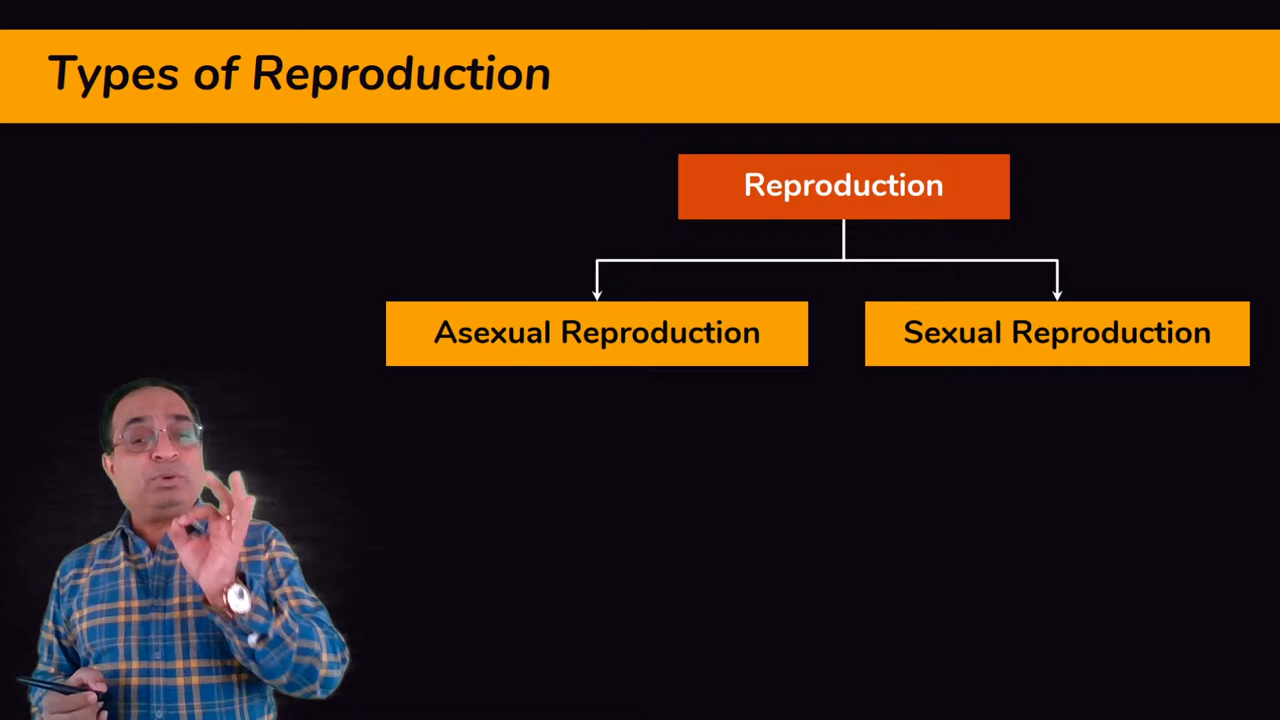 Types of Reproduction
Reproduction
Asexual Reproduction
Sexual Reproduction